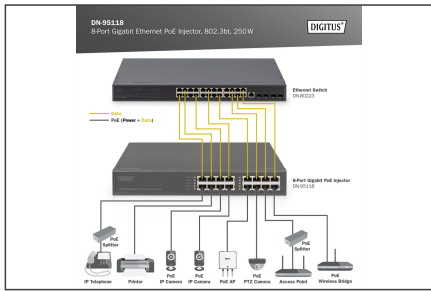 DN-95118
8-Port Gigabit Ethernet PoE Injector, 802.3bt, 250W
DIGITUS®
Ethernet Switch
DN-80223
Data
PoE (Power + Data)
8-Port Gigabit PoE Injector
DN-95118
PoE
Splitter
PoE
Splitter
IP Telephone
Printer
PoE
IP Camera
PoE
IP Camera
PoE AP
PoE
PTZ Camera
Access Point
PoE
Wireless Bridge